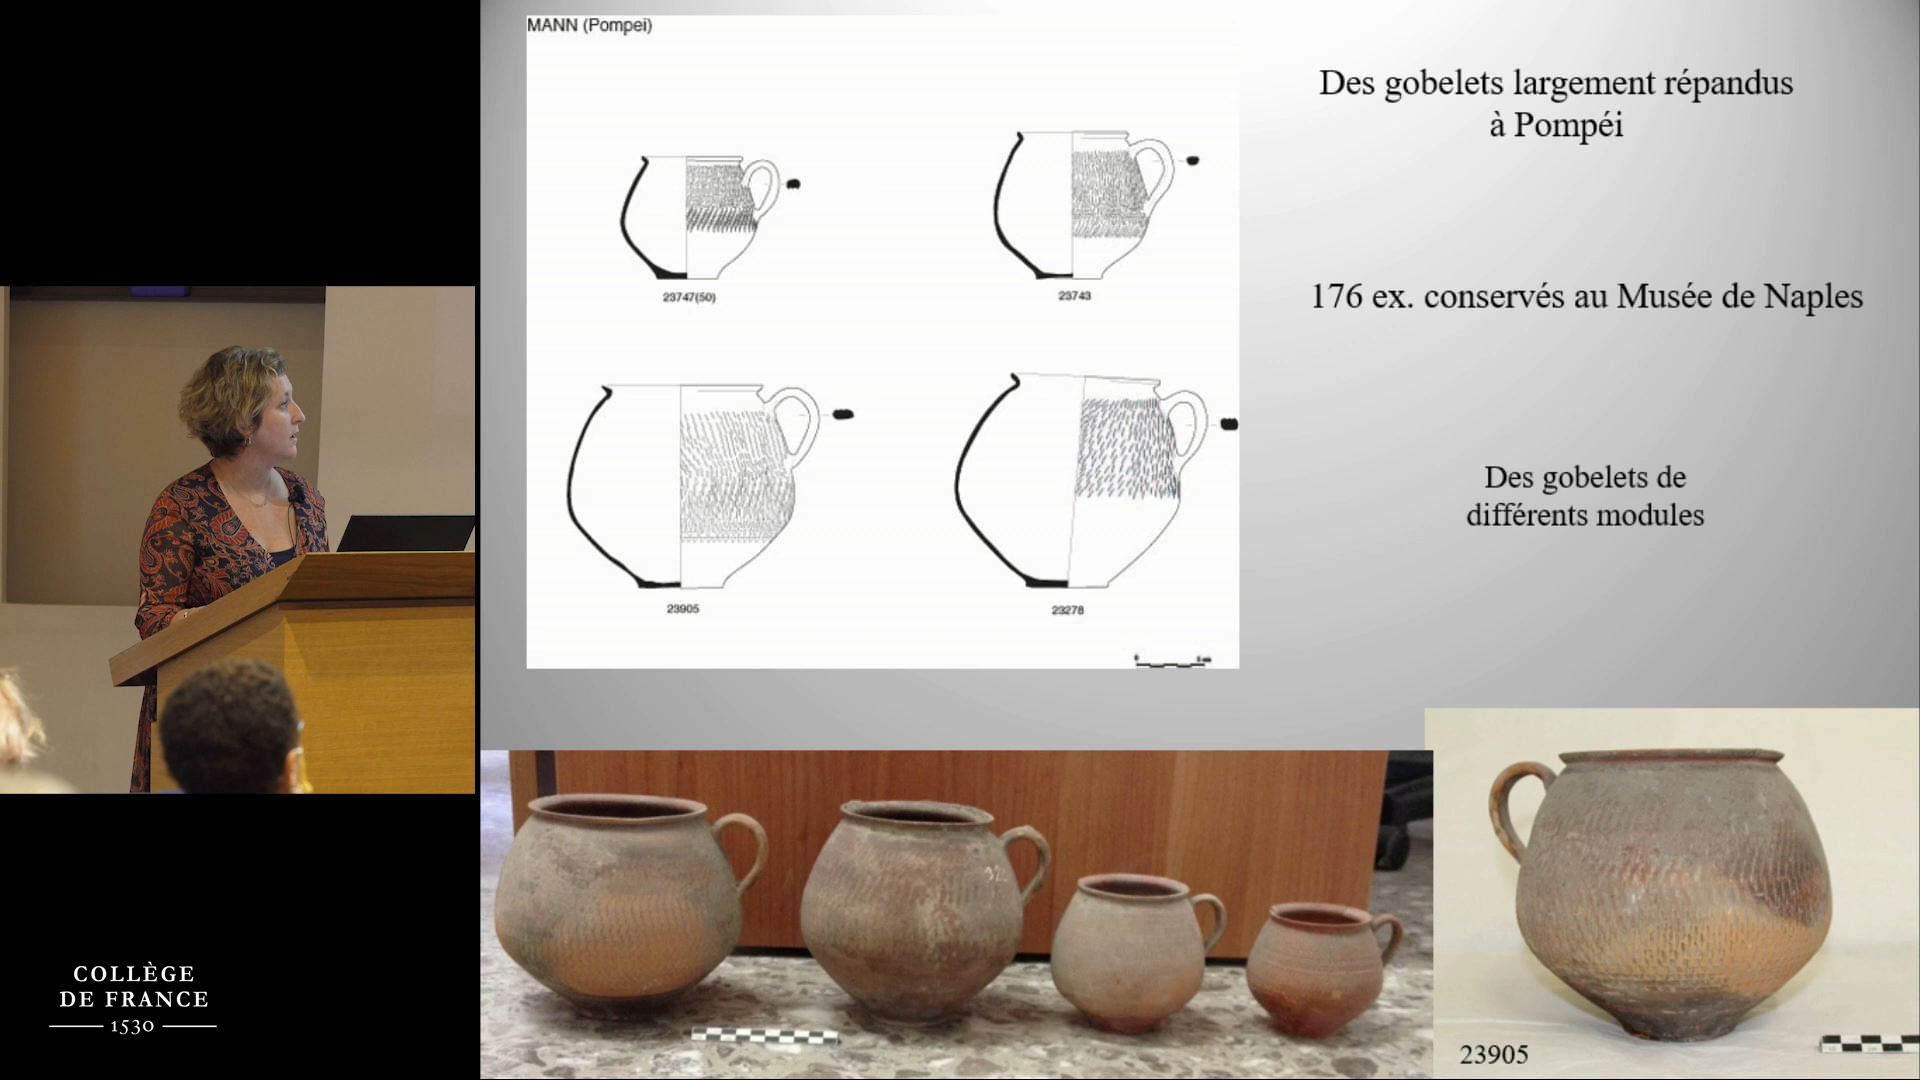 MANN (Pompei)
23747(50)
23743
23905
23278
Des gobelets largement répandus
à Pompéi
176 ex. conservés au Musée de Naples
Des gobelets de
différents modules
23905
COLLÈGE
DE FRANCE
1530